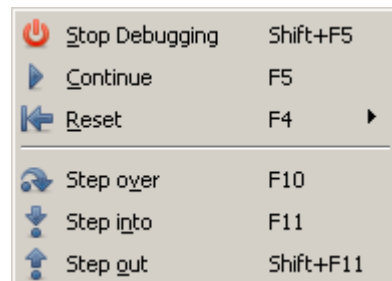 Stop Debugging Shift+F5
Continue F5
Reset F4
Step over F10
Step into F11
Step out Shift+F11